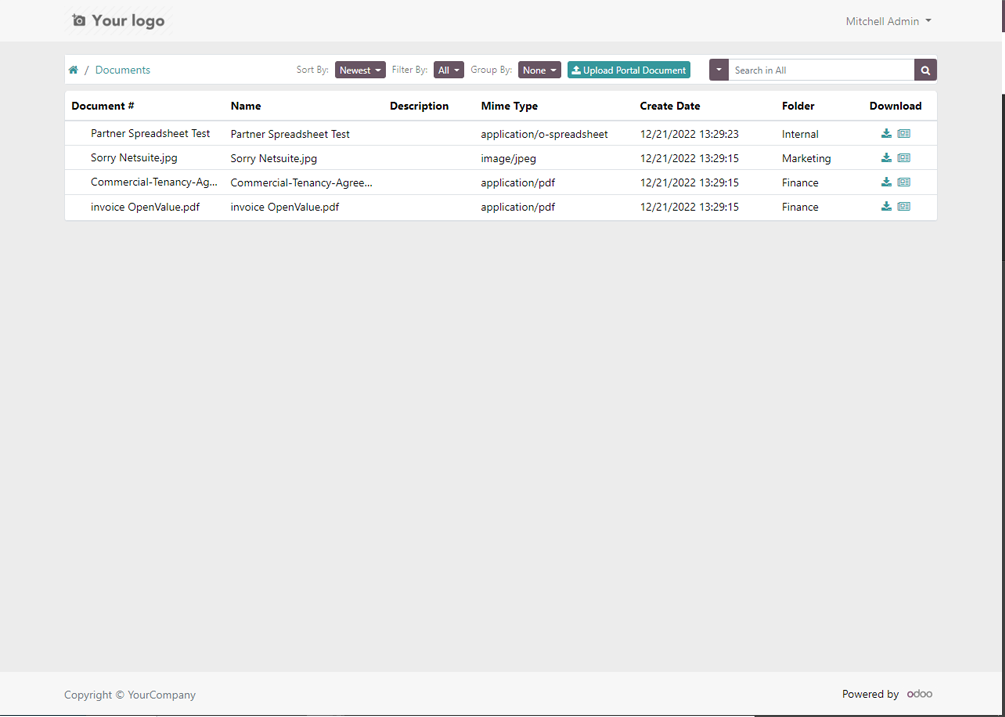 Your logo
Mitchell Admin
/ Documents
Sort By: Newest Filter By: All Group By: None Upload Portal Document Search in All
Document # Name Description Mime Type Create Date Folder Download
Partner Spreadsheet Test Partner Spreadsheet Test application/o-spreadsheet 12/21/2022 13:29:23 Internal
Sorry Netsuite.jpg Sorry Netsuite.jpg image/jpeg 12/21/2022 13:29:15 Marketing
Commercial-Tenancy-Ag... Commercial-Tenancy-Agree... application/pdf 12/21/2022 13:29:15 Finance
invoice OpenValue.pdf invoice OpenValue.pdf application/pdf 12/21/2022 13:29:15 Finance
Copyright © YourCompany
Powered by odoo